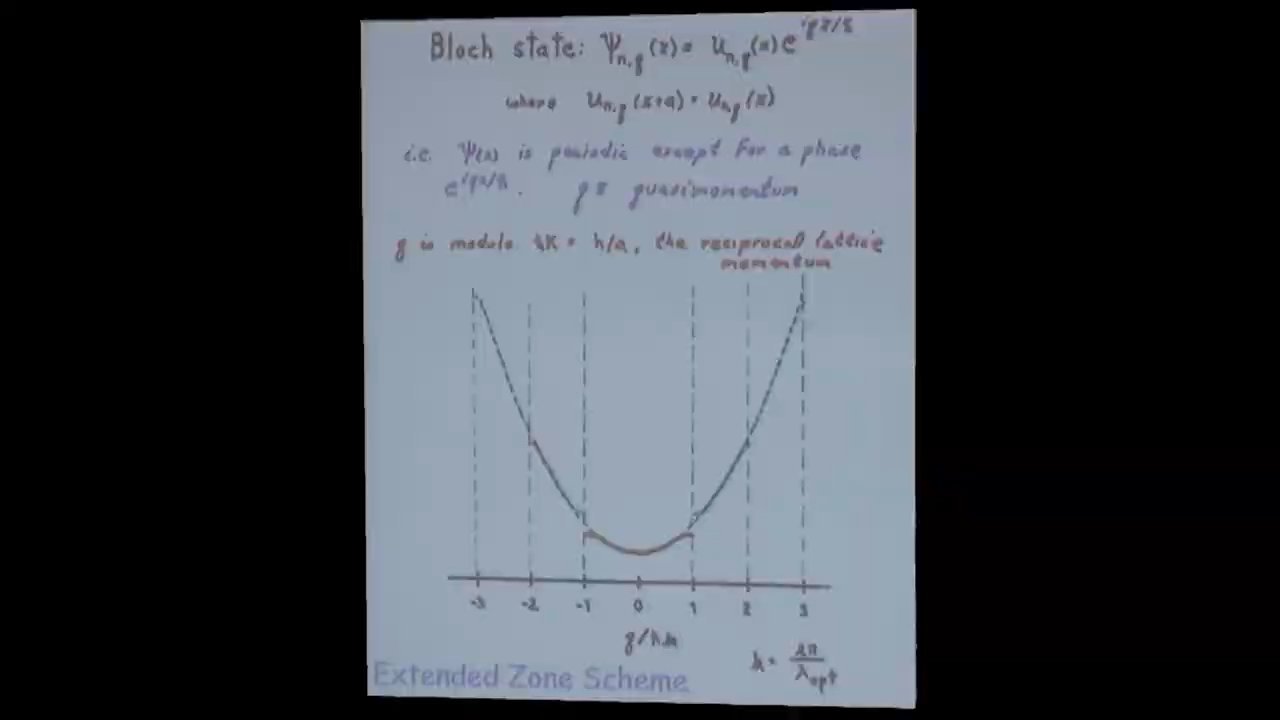 Bloch state: Ψn,q(x) = un,q(x)e^iqx/ħ
where un,q(x+a) = un,q(x)
i.e. Ψ(x) is periodic except for a phase
e^iqx/ħ. q ≡ quasimomentum
q is modulo ħK = h/a, the reciprocal lattice
momentum
-3 -2 -1 0 1 2 3
q/ħk
k = 2π/λopt
Extended Zone Scheme